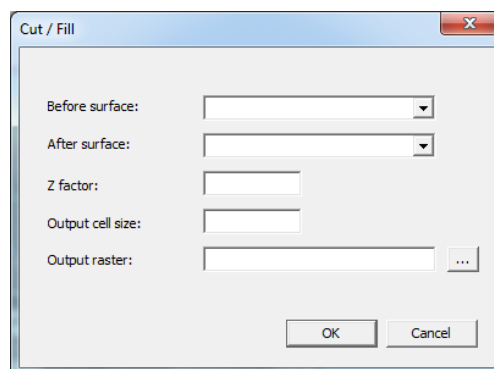 Cut / Fill
Before surface:
After surface:
Z factor:
Output cell size:
Output raster:
...
OK Cancel